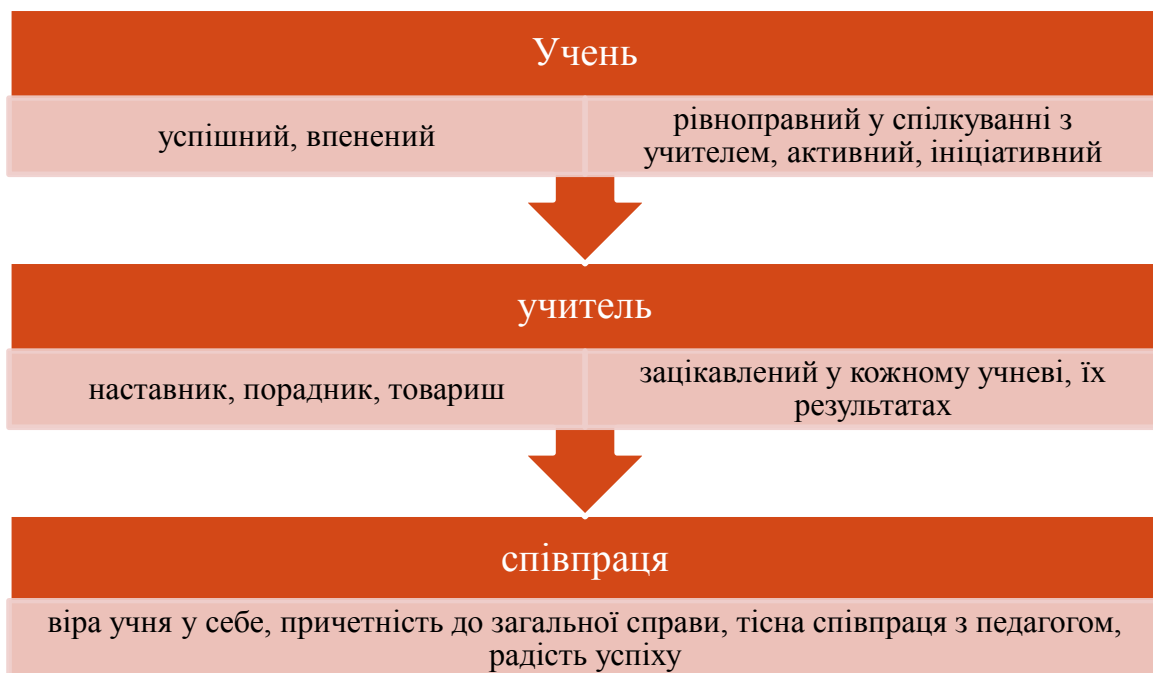 Учень
успішний, впенений
рівноправний у спілкуванні з
учителем, активний, ініціативний
учитель
наставник, порадник, товариш
зацікавлений у кожному учневі, їх
результатах
співпраця
віра учня у себе, причетність до загальної справи, тісна співпраця з педагогом,
радість успіху